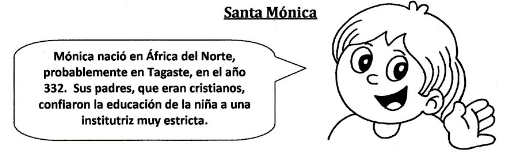 Santa Mónica
Mónica nació en África del Norte,
probablemente en Tagaste, en el año
332. Sus padres, que eran cristianos,
confiaron la educación de la niña a una
institutriz muy estricta.